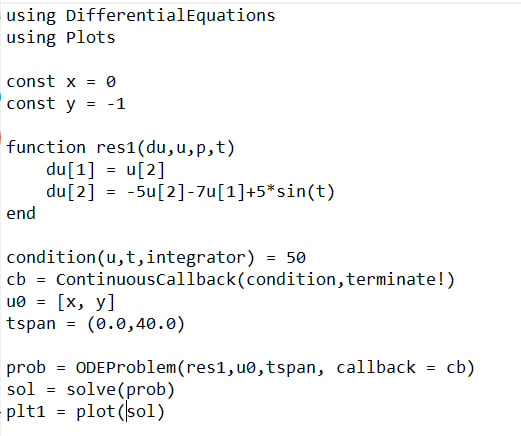 using DifferentialEquations
using Plots
const x = 0
const y = -1
function res1(du,u,p,t)
    du[1] = u[2]
    du[2] = -5u[2]-7u[1]+5*sin(t)
end
condition(u,t,integrator) = 50
cb = ContinuousCallback(condition,terminate!)
u0 = [x, y]
tspan = (0.0,40.0)
prob = ODEProblem(res1,u0,tspan, callback = cb)
sol = solve(prob)
plt1 = plot(sol)